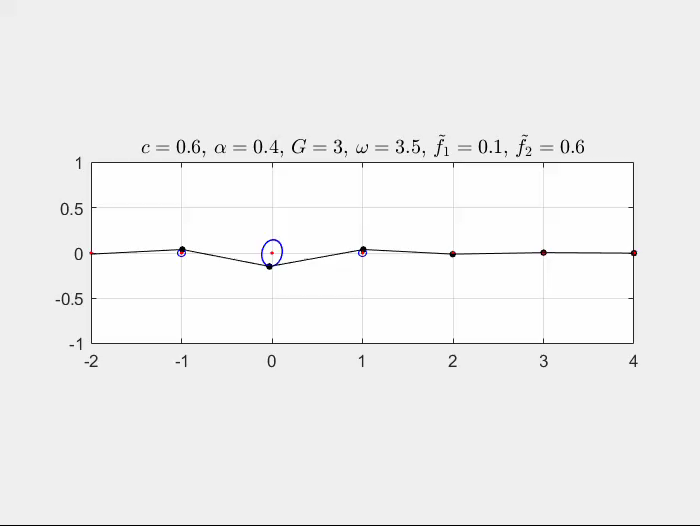 c = 0.6, α = 0.4, G = 3, ω = 3.5, f̃₁ = 0.1, f̃₂ = 0.6
1
0.5
0
-0.5
-1
-2 -1 0 1 2 3 4